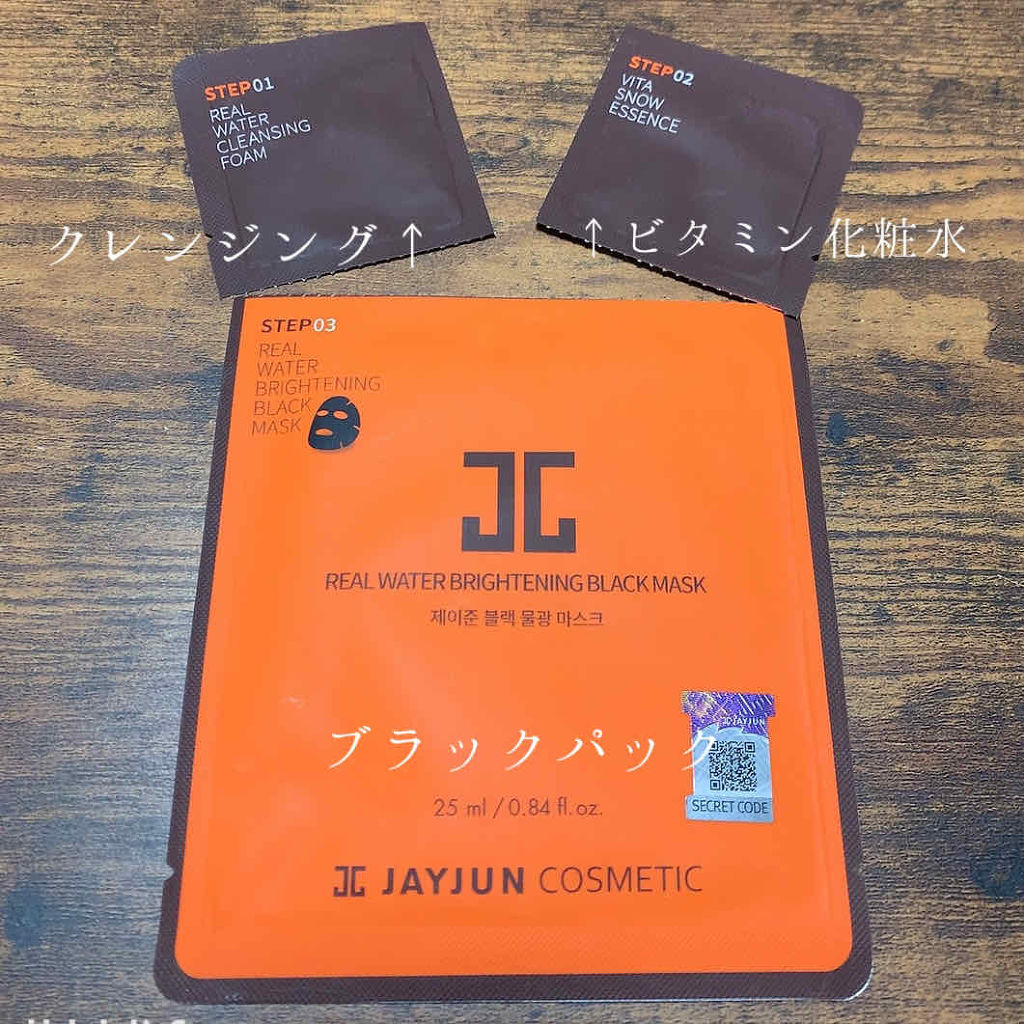 STEP01
REAL
WATER
CLEANSING
FOAM
STEP02
VITA
SNOW
ESSENCE
クレンジング↑
↑ビタミン化粧水
STEP03
REAL
WATER
BRIGHTENING
BLACK
MASK
REAL WATER BRIGHTENING BLACK MASK
제이준 블랙 물광 마스크
JAYJUN
ブラックパック
SECRET CODE
25 ml / 0.84 fl.oz.
JAYJUN COSMETIC